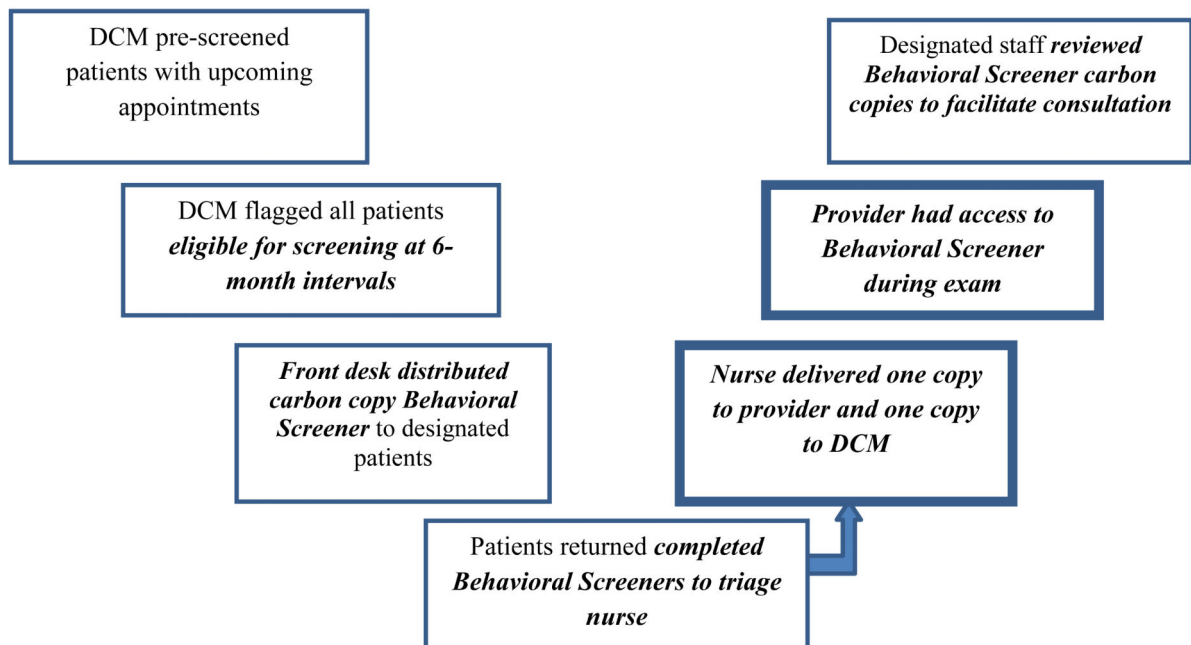 DCM pre-screened
patients with upcoming
appointments
DCM flagged all patients
eligible for screening at 6-
month intervals
Front desk distributed
carbon copy Behavioral
Screener to designated
patients
Patients returned completed
Behavioral Screeners to triage
nurse
Nurse delivered one copy
to provider and one copy
to DCM
Provider had access to
Behavioral Screener
during exam
Designated staff reviewed
Behavioral Screener carbon
copies to facilitate consultation